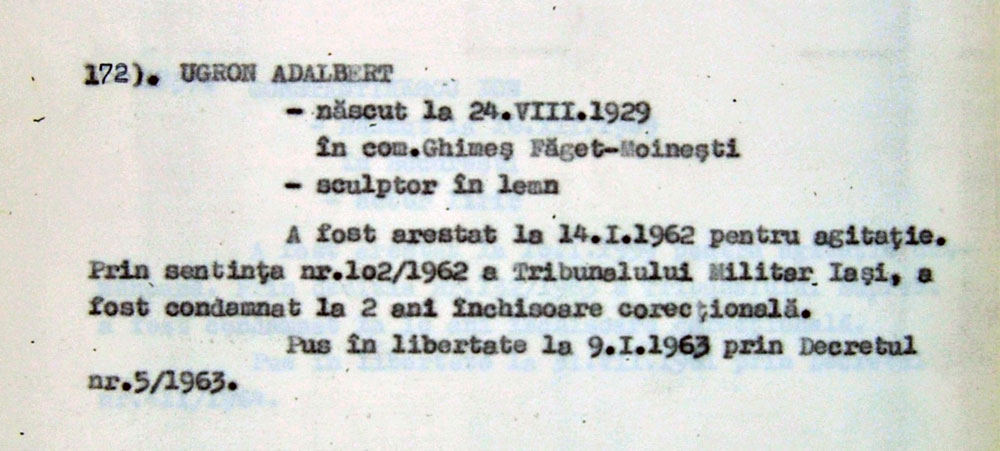 172). UGRON ADALBERT
- născut la 24.VIII.1929
în com.Ghimeş Făget-Moineşti
- sculptor în lemn
A fost arestat la 14.I.1962 pentru agitaţie.
Prin sentinţa nr.1o2/1962 a Tribunalului Militar Iaşi, a
fost condamnat la 2 ani închisoare corecţională.
Pus în libertate la 9.I.1963 prin Decretul
nr.5/1963.